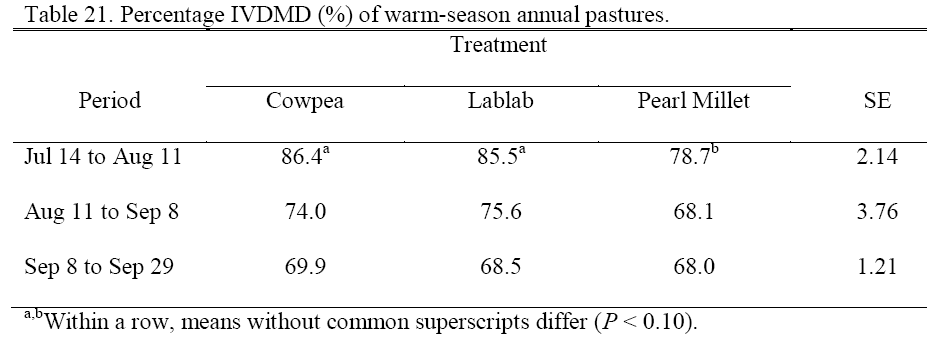 Table 21. Percentage IVDMD (%) of warm-season annual pastures.
Treatment
Period Cowpea Lablab Pearl Millet SE
Jul 14 to Aug 11 86.4a 85.5a 78.7b 2.14
Aug 11 to Sep 8 74.0 75.6 68.1 3.76
Sep 8 to Sep 29 69.9 68.5 68.0 1.21
a,bWithin a row, means without common superscripts differ (P < 0.10).